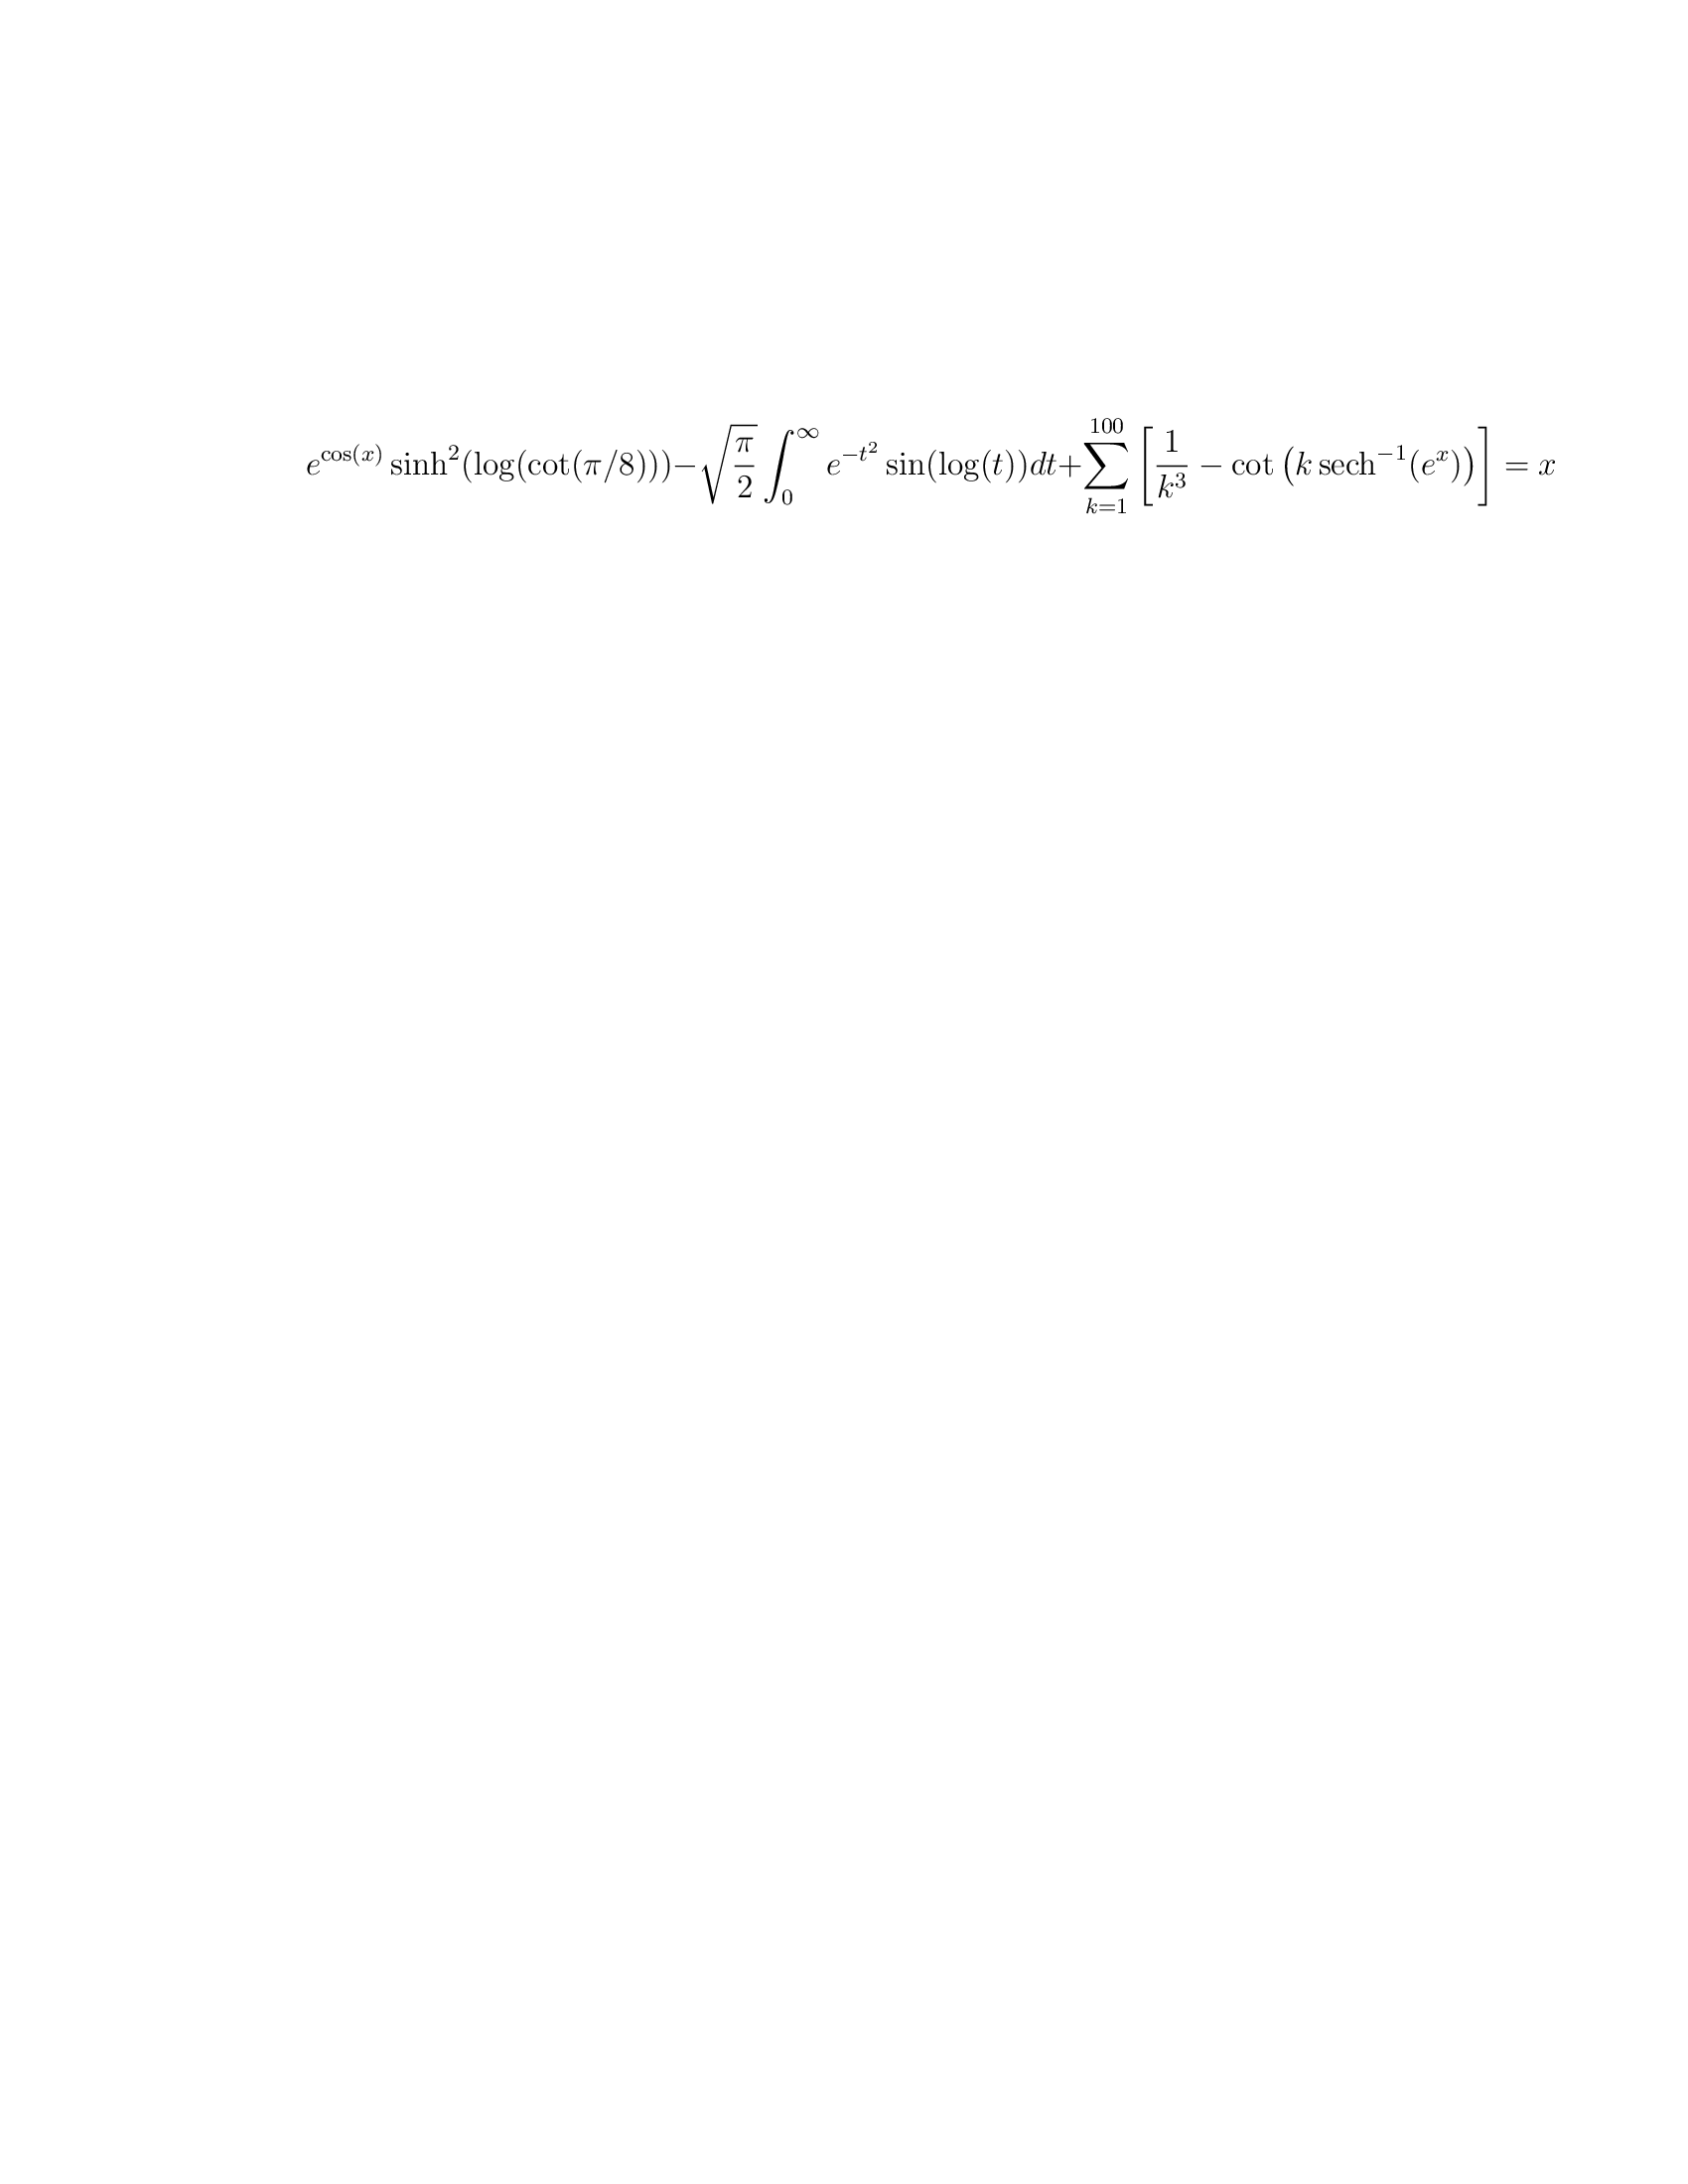 $e^{\cos(x)} \sinh^2(\log(\cot(\pi/8))) - \sqrt{\frac{\pi}{2}} \int_0^\infty e^{-t^2} \sin(\log(t)) dt + \sum_{k=1}^{100} \left[ \frac{1}{k^3} - \cot\left(k \, \mathrm{sech}^{-1}(e^x)\right) \right] = x$